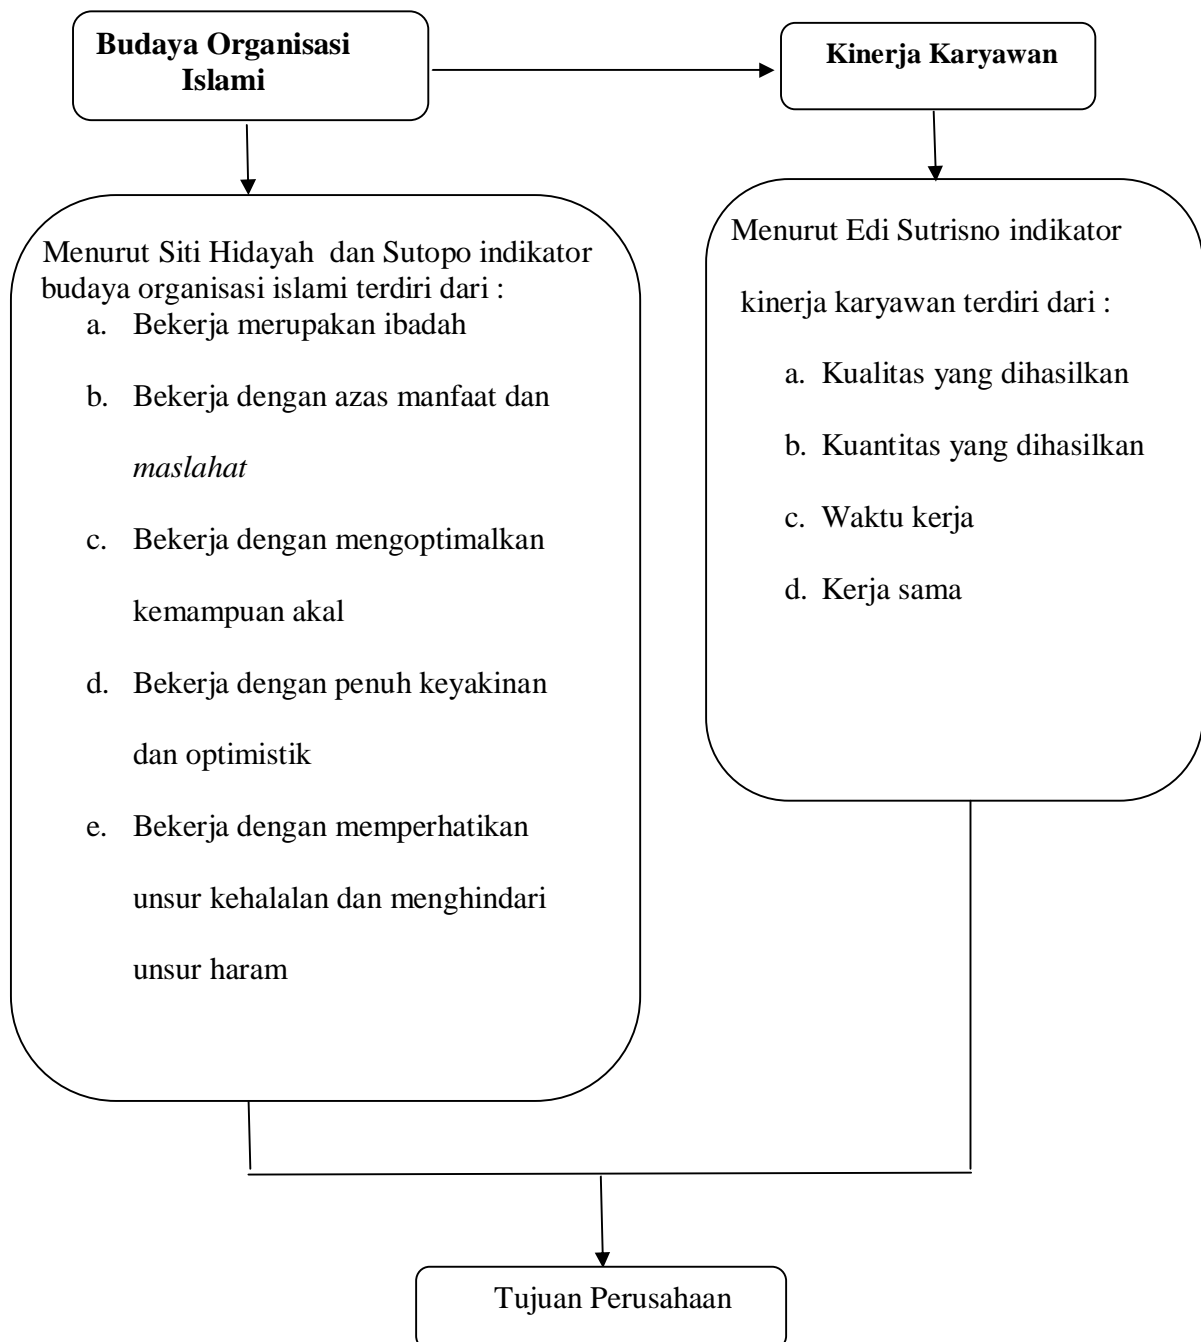 Budaya Organisasi
Islami
Kinerja Karyawan
Menurut Siti Hidayah dan Sutopo indikator
budaya organisasi islami terdiri dari :
a. Bekerja merupakan ibadah
b. Bekerja dengan azas manfaat dan
maslahat
c. Bekerja dengan mengoptimalkan
kemampuan akal
d. Bekerja dengan penuh keyakinan
dan optimistik
e. Bekerja dengan memperhatikan
unsur kehalalan dan menghindari
unsur haram
Menurut Edi Sutrisno indikator
kinerja karyawan terdiri dari :
a. Kualitas yang dihasilkan
b. Kuantitas yang dihasilkan
c. Waktu kerja
d. Kerja sama
Tujuan Perusahaan